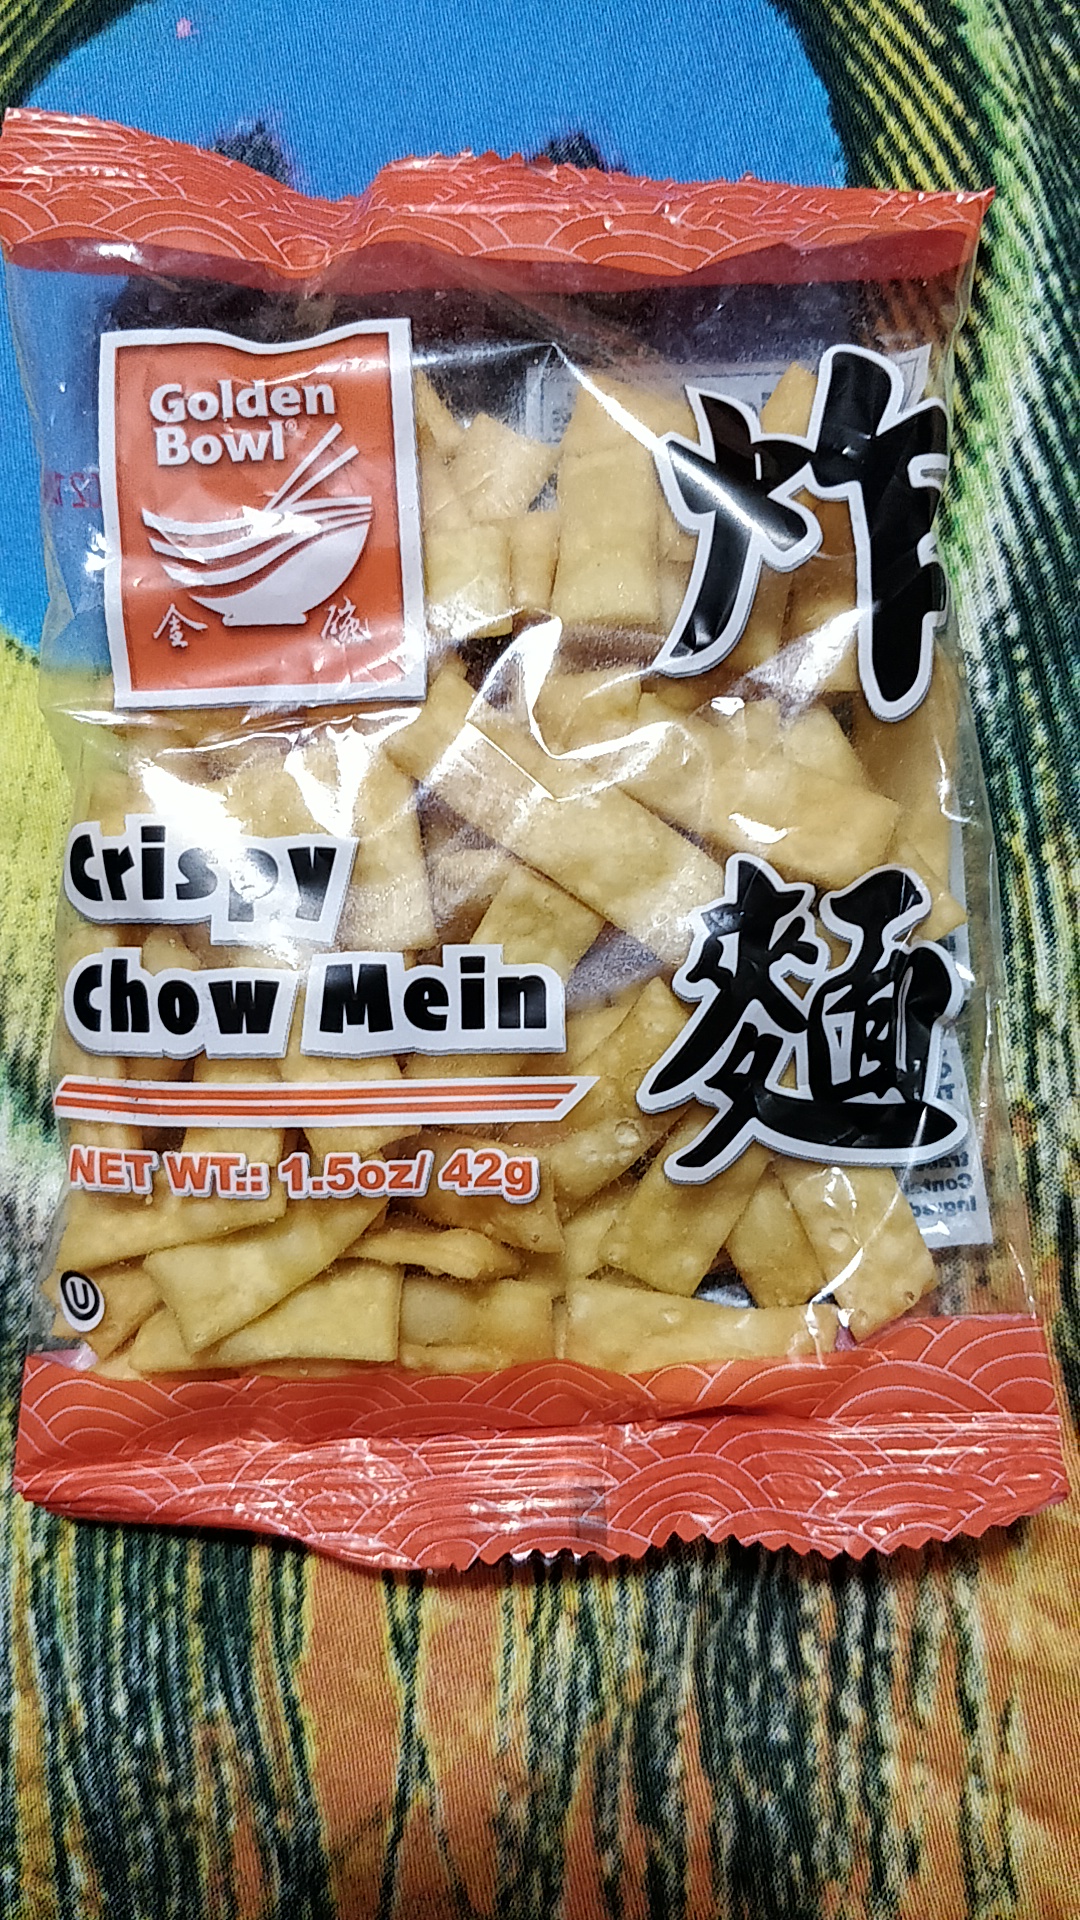 Golden
Bowl®
金 碗
炸
麵
Crispy
Chow Mein
NET WT.: 1.5oz/ 42g
U